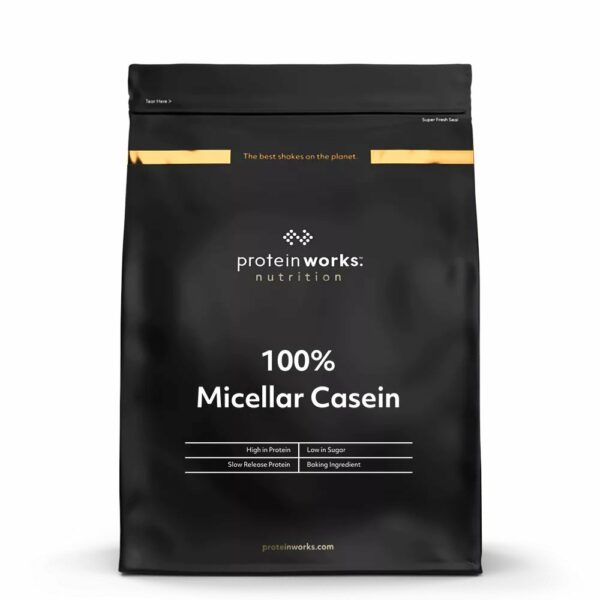 Tear Here >
Super Fresh Seal
The best shakes on the planet.
protein works™
nutrition
100%
Micellar Casein
High in Protein
Low in Sugar
Slow Release Protein
Baking Ingredient
proteinworks.com